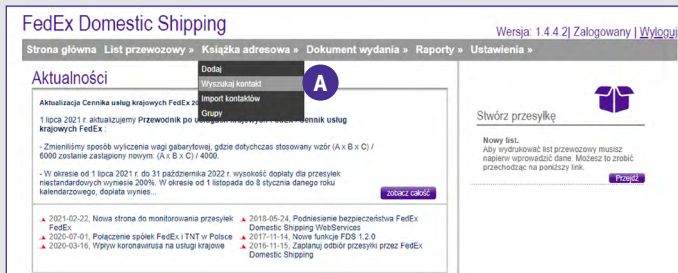 FedEx Domestic Shipping
Wersja: 1.4.4.2| Zalogowany | Wyloguj
Strona główna List przewozowy » Książka adresowa » Dokument wydania » Raporty » Ustawienia »
Aktualności
Dodaj
Wyszukaj kontakt
Import kontaktów
Grupy
A
Aktualizacja Cennika usług krajowych FedEx 20
1 lipca 2021 r. aktualizujemy Przewodnik po
krajowych FedEx i Cennik usług
krajowych FedEx :
- Zmieniliśmy sposób wyliczenia wagi gabarytowej, gdzie dotychczas stosowany wzór (A x B x C) /
6000 zostanie zastąpiony nowym: (A x B x C) / 4000.
- W okresie od 1 lipca 2021 r. do 31 października 2022 r. wysokość dopłaty dla przesyłek
niestandardowych wyniesie 200%. W okresie od 1 listopada do 8 stycznia danego roku
kalendarzowego, dopłata wynies...
zobacz całość
2021-02-22, Nowa strona do monitorowania przesyłek
FedEx
2020-07-01, Połączenie spółek FedEx i TNT w Polsce
2020-03-16, Wpływ koronawirusa na usługi krajowe
2018-05-24, Podniesienie bezpieczeństwa FedEx
Domestic Shipping WebServices
2017-11-14, Nowe funkcje FDS 1.2.0
2016-11-15, Zaplanuj odbiór przesyłki przez FedEx
Domestic Shipping
Stwórz przesyłkę
Nowy list.
Aby wydrukować list przewozowy musisz
napierw wprowadzić dane. Możesz to zrobić
przechodząc na poniższy link.
Przejdź